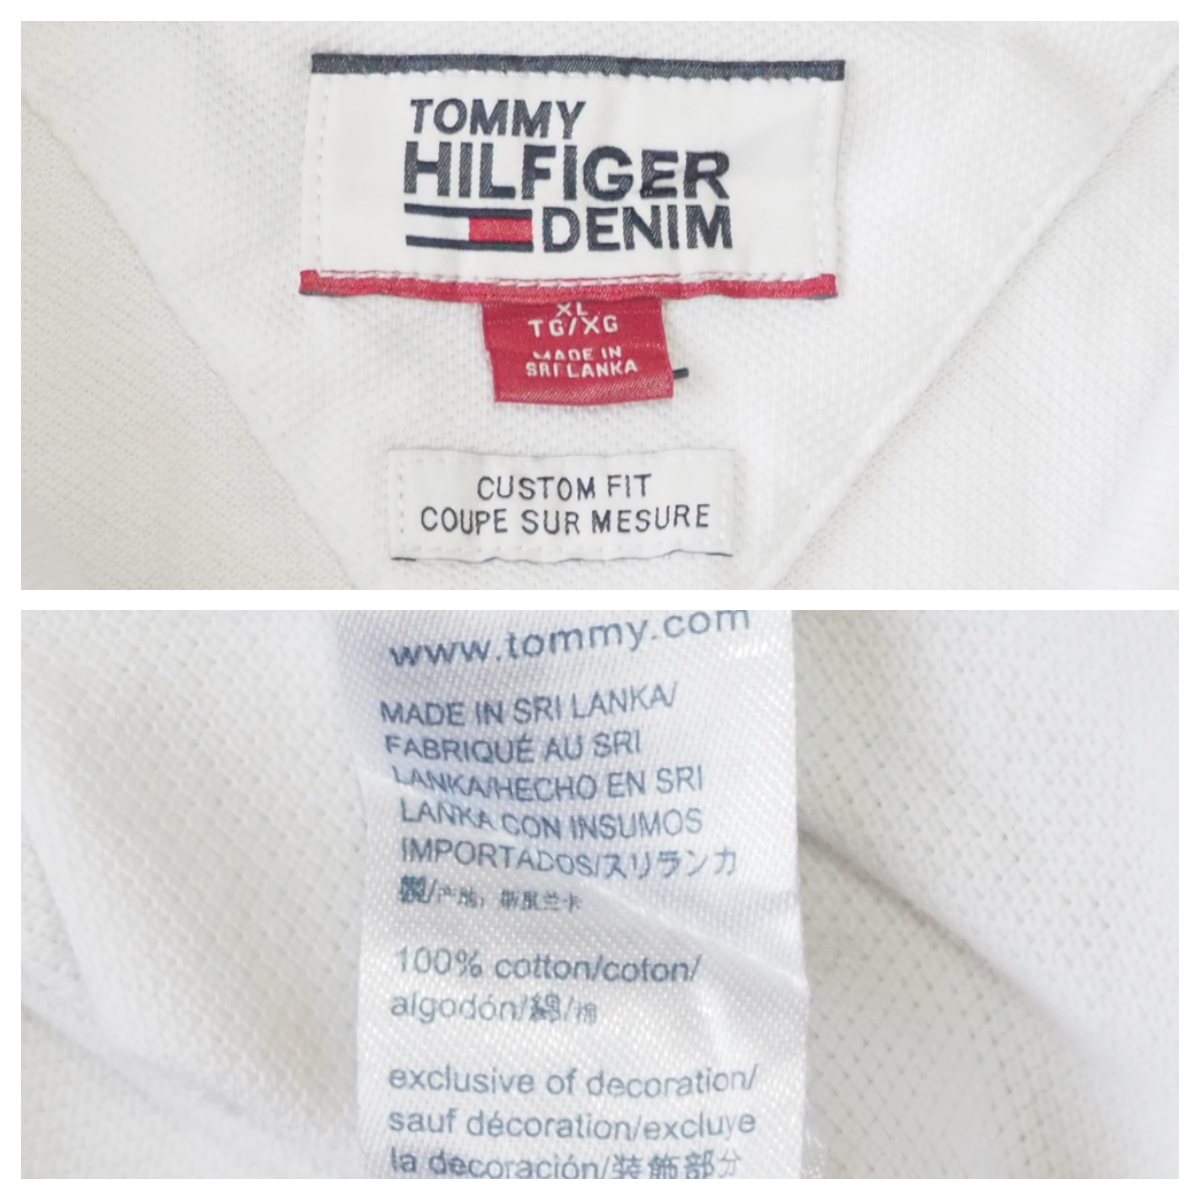 TOMMY
HILFIGER
DENIM
XL
TG/XG
MADE IN
SRI LANKA
CUSTOM FIT
COUPE SUR MESURE
www.tommy.com
MADE IN SRI LANKA/
FABRIQUÉ AU SRI
LANKA/HECHO EN SRI
LANKA CON INSUMOS
IMPORTADOS/スリランカ
製/产地: 斯里兰卡
100% cotton/coton/
algodón/綿/棉
exclusive of decoration/
sauf décoration/excluye
la decoración/装飾部分